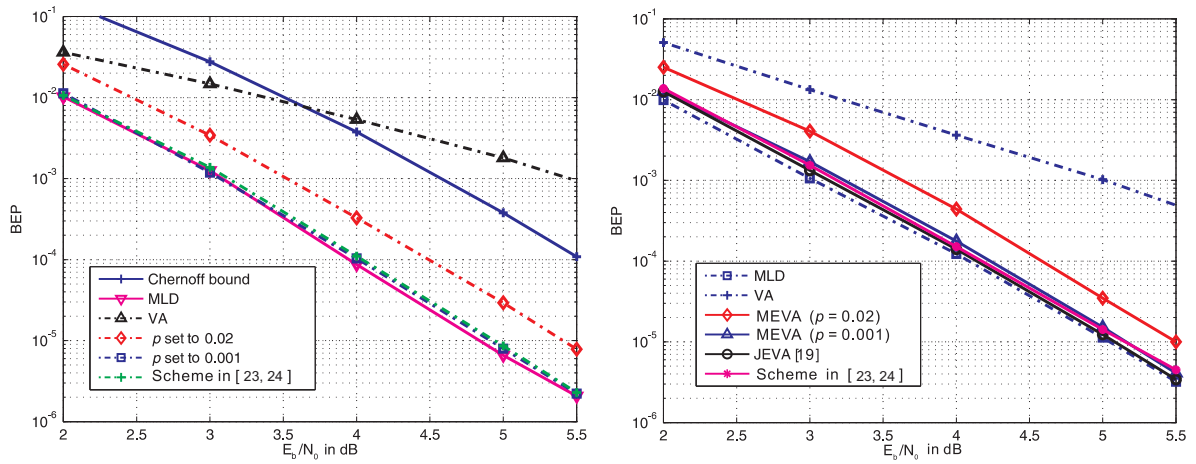 10⁻¹
10⁻²
10⁻³
10⁻⁴
10⁻⁵
10⁻⁶
BEP
Chernoff bound
MLD
VA
p set to 0.02
p set to 0.001
Scheme in [ 23, 24 ]
2 2.5 3 3.5 4 4.5 5 5.5
E_b/N_0 in dB
10⁻¹
10⁻²
10⁻³
10⁻⁴
10⁻⁵
10⁻⁶
BEP
MLD
VA
MEVA (p = 0.02)
MEVA (p = 0.001)
JEVA [19]
Scheme in [ 23, 24 ]
2 2.5 3 3.5 4 4.5 5 5.5
E_b/N_0 in dB